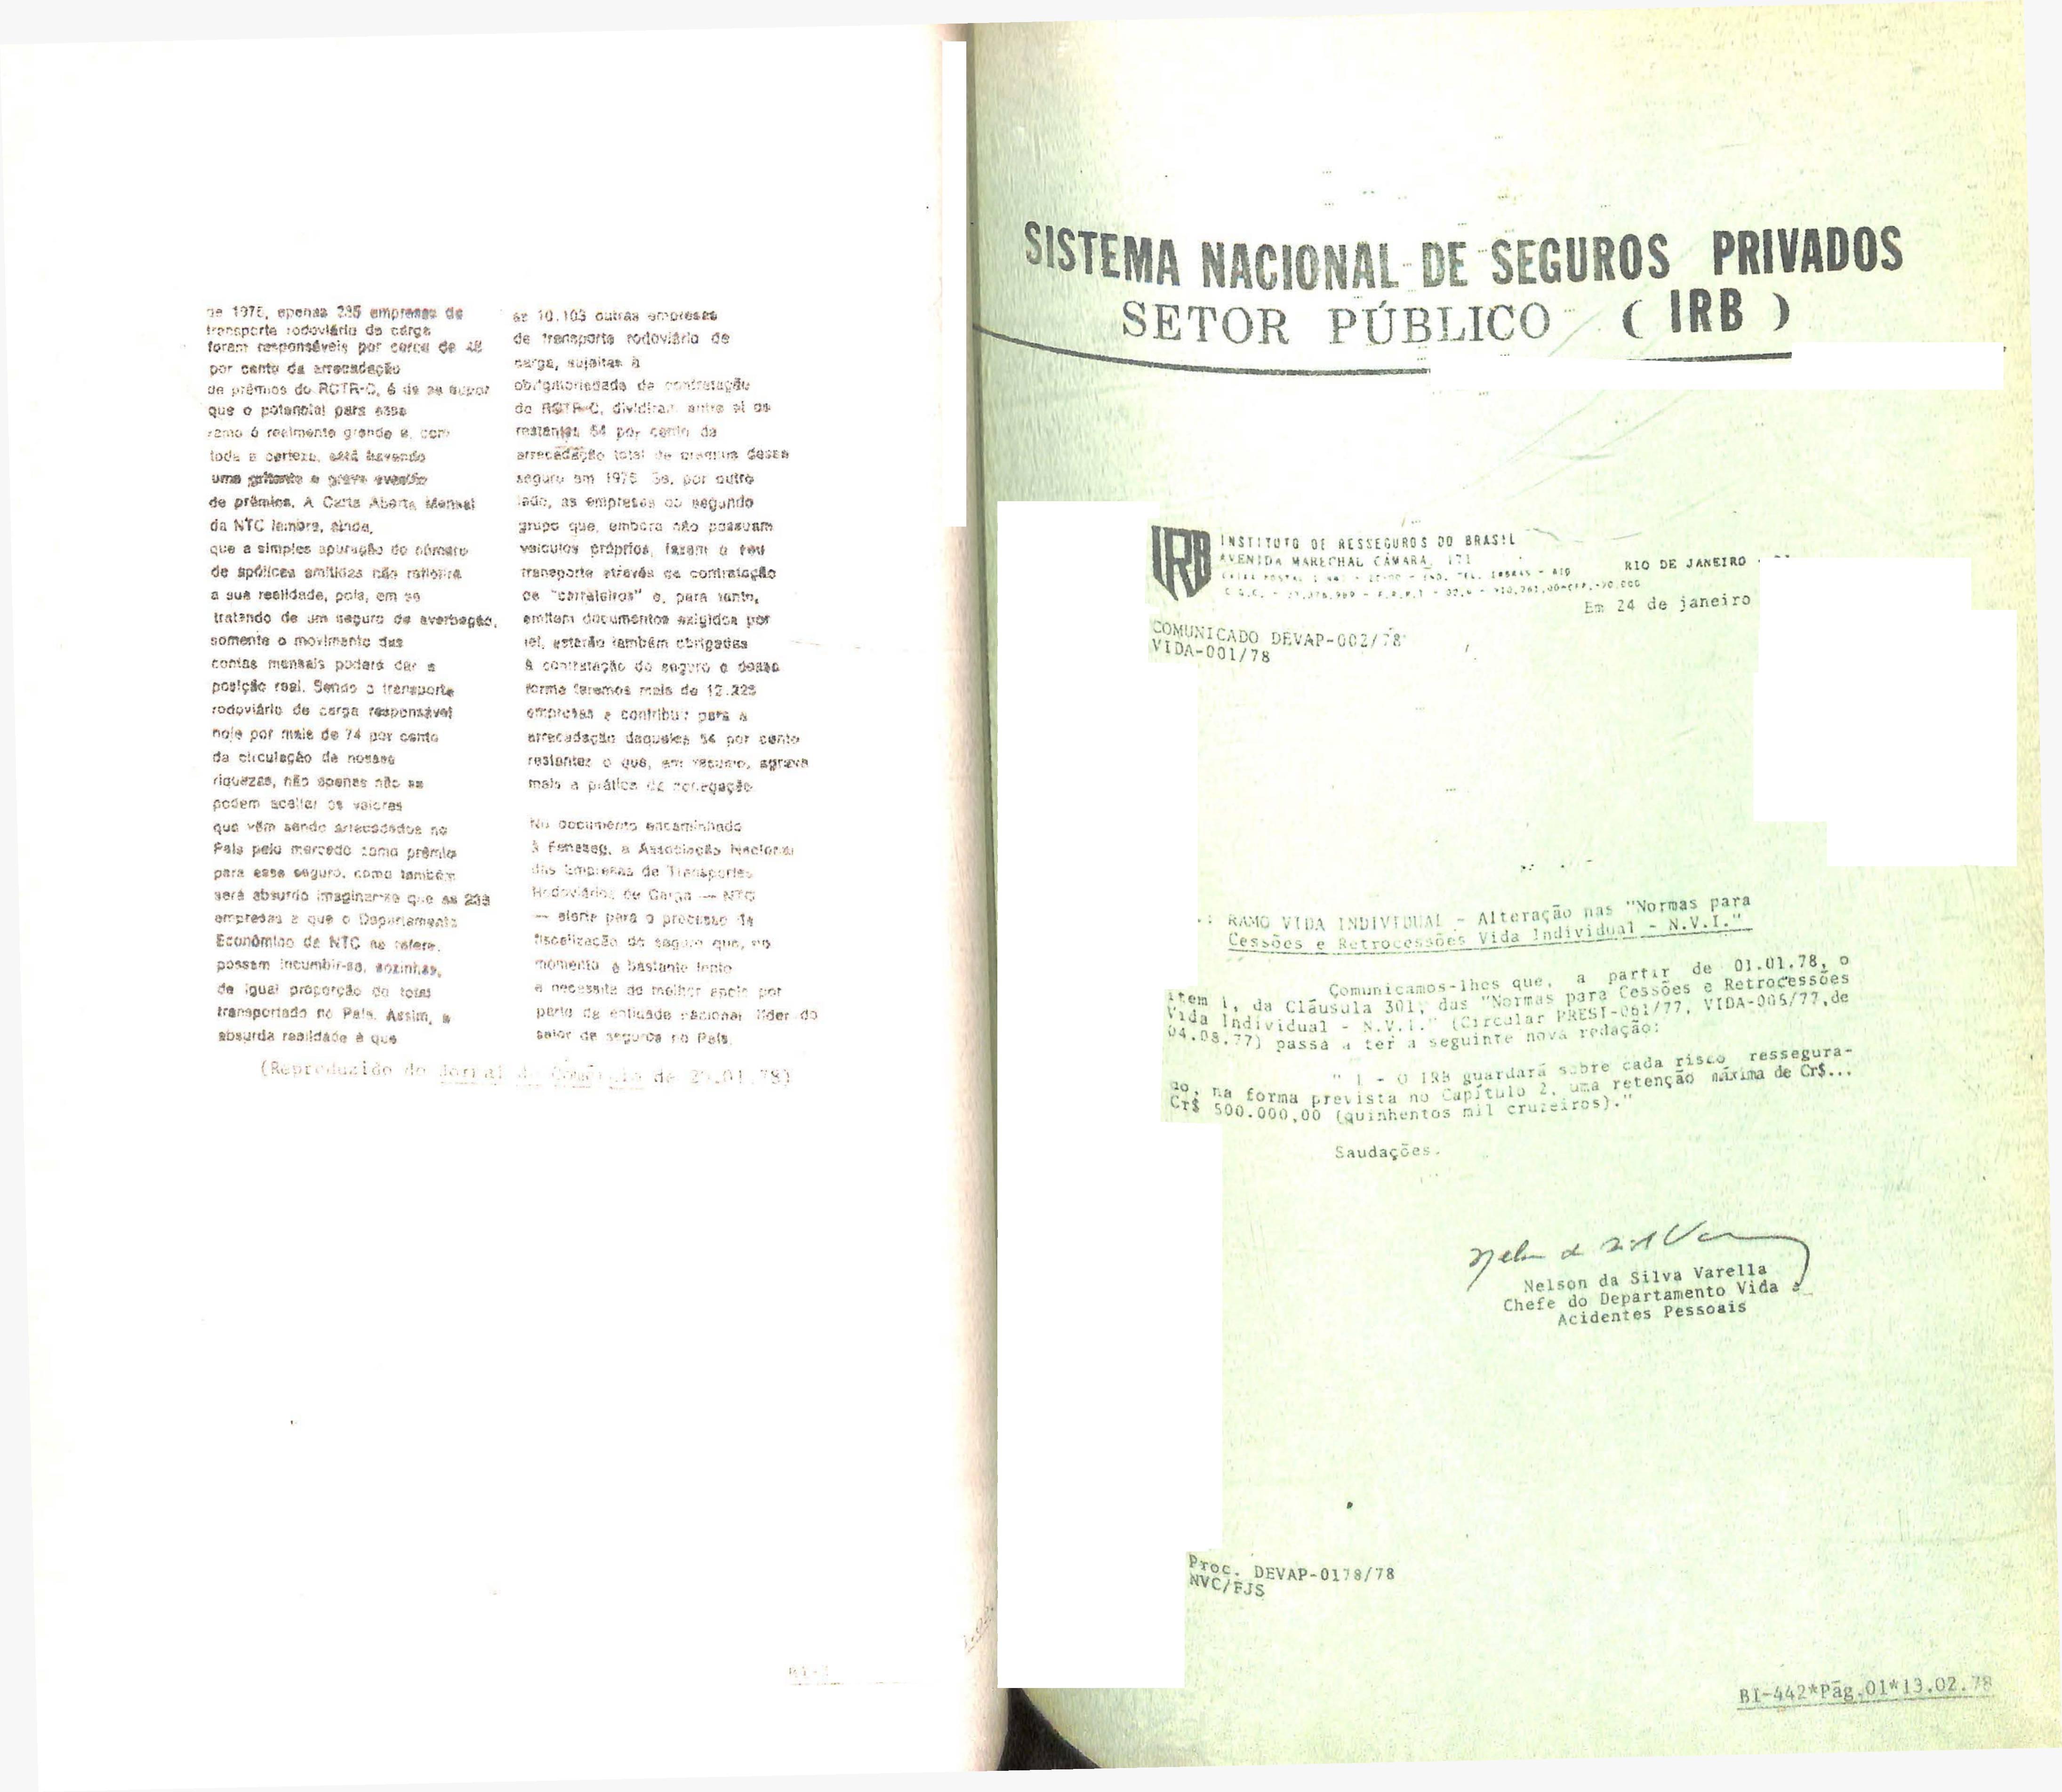 de 1975, apenas 235 empresas de
transporte rodoviário de carga
foram responsáveis por cerca de 46
por cento da arrecadação
de prêmios do RCTR-C, é de se supor
que o potencial para esse
ramo é realmente grande e, com
toda a certeza, está havendo
uma gritante e grave evasão
de prêmios. A Carta Aberta Mensal
da NTC lembra, ainda,
que a simples apuração do número
de apólices emitidas não refletirá
a sua realidade, pois, em se
tratando de um seguro de averbação,
somente o movimento das
contas mensais poderá dar a
posição real. Sendo o transporte
rodoviário de carga responsável
hoje por mais de 74 por cento
da circulação de nossas
riquezas, não apenas não se
podem aceitar os valores
que vêm sendo arrecadados no
País pelo mercado como prêmio
para esse seguro, como também
será absurdo imaginar-se que as 235
empresas a que o Departamento
Econômico da NTC se refere,
possam incumbir-se, sozinhas,
de igual proporção do total
transportado no País. Assim, a
absurda realidade é que
as 10.103 outras empresas
de transporte rodoviário de
carga, sujeitas à
obrigatoriedade da contratação
do RCTR-C, dividiram entre si os
restantes 54 por cento da
arrecadação total de prêmios desse
seguro em 1975. Se, por outro
lado, as empresas do segundo
grupo que, embora não possuam
veículos próprios, fazem o seu
transporte através da contratação
de "carreteiros" e, para tanto,
emitem documentos exigidos por
lei, estarão também obrigadas
à contratação do seguro e dessa
forma teremos mais de 12.225
empresas a contribuir para a
arrecadação daqueles 54 por cento
restantes o que, em resumo, agrava
mais a prática da sonegação.
No documento encaminhado
à Fenaseg, a Associação Nacional
das Empresas de Transportes
Rodoviários de Carga — NTC
— alerta para o processo de
fiscalização do seguro que, no
momento é bastante lento
e necessita do melhor apoio por
parte da entidade nacional líder do
setor de seguros no País.
(Reproduzido do Jornal do Comércio de 25.01.78)
SISTEMA NACIONAL DE SEGUROS PRIVADOS
SETOR PÚBLICO ( IRB )
IRB
INSTITUTO DE RESSEGUROS DO BRASIL
AVENIDA MARECHAL CÂMARA, 171
RIO DE JANEIRO
Em 24 de janeiro
COMUNICADO DEVAP-002/78
VIDA-001/78
.: RAMO VIDA INDIVIDUAL - Alteração nas "Normas para
Cessões e Retrocessões Vida Individual - N.V.I."
Comunicamos-lhes que, a partir de 01.01.78, o
item 1, da Cláusula 301, das "Normas para Cessões e Retrocessões
Vida Individual - N.V.I." (Circular PRESI-061/77, VIDA-005/77,de
04.08.77) passa a ter a seguinte nova redação:
" 1 - O IRB guardará sobre cada risco ressegura-
do, na forma prevista no Capítulo 2, uma retenção máxima de Cr$...
Cr$ 500.000,00 (quinhentos mil cruzeiros)."
Saudações.
Nelson da Silva Varella
Chefe do Departamento Vida e
Acidentes Pessoais
Proc. DEVAP-0178/78
NVC/FJS
BI-442*Pág.01*13.02.78